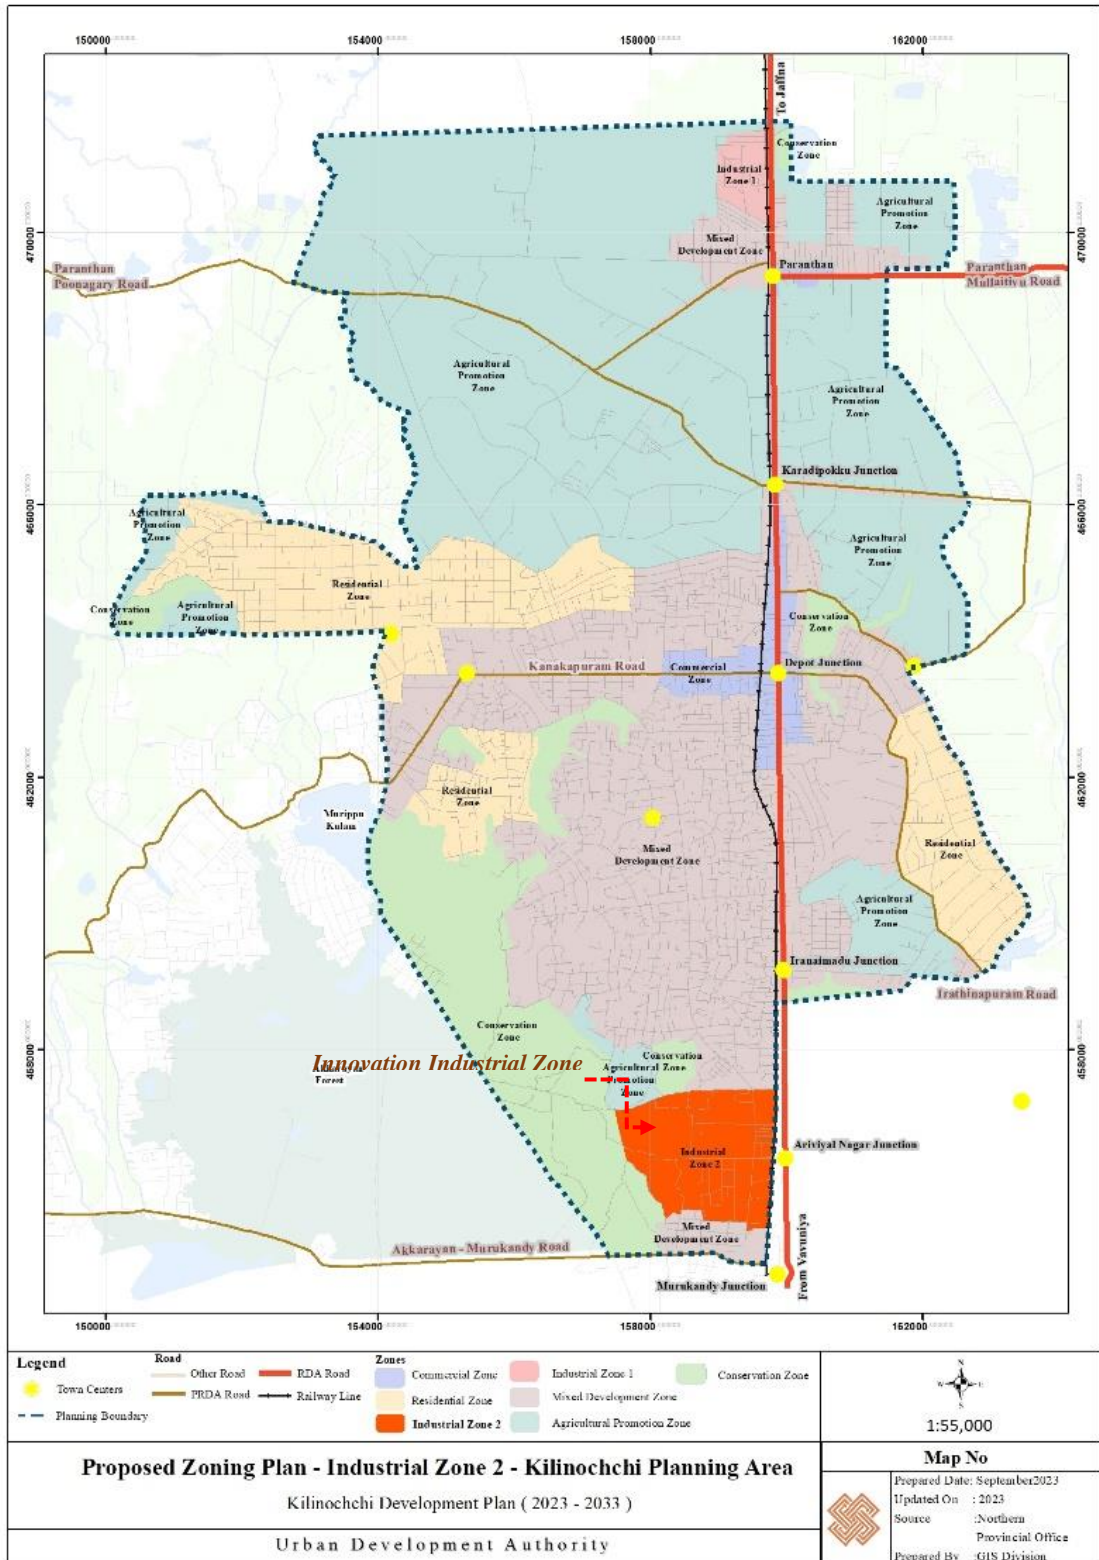 150000
154000
158000
162000
To Jaffna
Conservation
Zone
Industrial
Zone 1
Agricultural
Promotion
Zone
470000
470000
Mixed
Development Zone
Paranthan
Paranthan
Poonagary Road
Paranthan
Mullaitivu Road
Agricultural
Promotion
Zone
Agricultural
Promotion
Zone
Karadipokku Junction
466000
466000
Agricultural
Promotion
Zone
Agricultural
Promotion
Zone
Residential
Zone
Conservation
Zone
Agricultural
Promotion
Zone
Conservation
Zone
Kanakapuram Road
Commercial
Zone
Depot Junction
462000
462000
Residential
Zone
Murippu
Kulam
Mixed
Development Zone
Residential
Zone
Agricultural
Promotion
Zone
Iranaimadu Junction
Irathinapuram Road
Conservation
Zone
458000
458000
Conservation
Zone
Agricultural
Promotion
Zone
Innovation Industrial Zone
Forest
Industrial
Zone 2
Ariviyal Nagar Junction
Mixed
Development Zone
Akkarayan - Murukandy Road
From Vavuniya
Murukandy Junction
150000
154000
158000
162000
Legend
Town Centers
Planning Boundary
Road
Other Road
RDA Road
PRDA Road
Railway Line
Zones
Commercial Zone
Industrial Zone 1
Conservation Zone
Residential Zone
Mixed Development Zone
Industrial Zone 2
Agricultural Promotion Zone
N
W
E
S
1:55,000
Proposed Zoning Plan - Industrial Zone 2 - Kilinochchi Planning Area
Kilinochchi Development Plan ( 2023 - 2033 )
Urban Development Authority
Map No
Prepared Date: September2023
Updated On : 2023
Source :Northern
Provincial Office
Prepared By :GIS Division